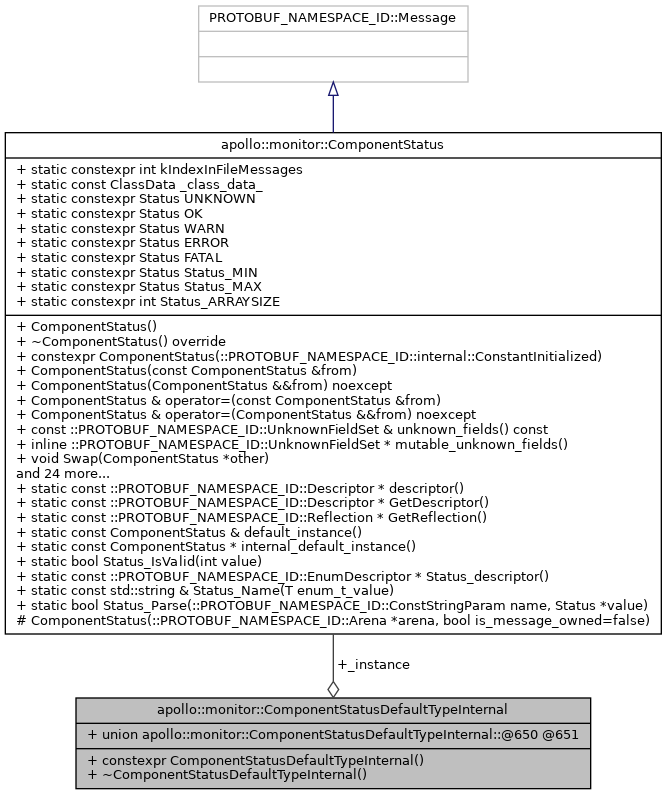 PROTOBUF_NAMESPACE_ID::Message
apollo::monitor::ComponentStatus
+ static constexpr int kIndexInFileMessages
+ static const ClassData _class_data_
+ static constexpr Status UNKNOWN
+ static constexpr Status OK
+ static constexpr Status WARN
+ static constexpr Status ERROR
+ static constexpr Status FATAL
+ static constexpr Status Status_MIN
+ static constexpr Status Status_MAX
+ static constexpr int Status_ARRAYSIZE
+ ComponentStatus()
+ ~ComponentStatus() override
+ constexpr ComponentStatus(::PROTOBUF_NAMESPACE_ID::internal::ConstantInitialized)
+ ComponentStatus(const ComponentStatus &from)
+ ComponentStatus(ComponentStatus &&from) noexcept
+ ComponentStatus & operator=(const ComponentStatus &from)
+ ComponentStatus & operator=(ComponentStatus &&from) noexcept
+ const ::PROTOBUF_NAMESPACE_ID::UnknownFieldSet & unknown_fields() const
+ inline ::PROTOBUF_NAMESPACE_ID::UnknownFieldSet * mutable_unknown_fields()
+ void Swap(ComponentStatus *other)
and 24 more...
+ static const ::PROTOBUF_NAMESPACE_ID::Descriptor * descriptor()
+ static const ::PROTOBUF_NAMESPACE_ID::Descriptor * GetDescriptor()
+ static const ::PROTOBUF_NAMESPACE_ID::Reflection * GetReflection()
+ static const ComponentStatus & default_instance()
+ static const ComponentStatus * internal_default_instance()
+ static bool Status_IsValid(int value)
+ static const ::PROTOBUF_NAMESPACE_ID::EnumDescriptor * Status_descriptor()
+ static const std::string & Status_Name(T enum_t_value)
+ static bool Status_Parse(::PROTOBUF_NAMESPACE_ID::ConstStringParam name, Status *value)
# ComponentStatus(::PROTOBUF_NAMESPACE_ID::Arena *arena, bool is_message_owned=false)
+_instance
apollo::monitor::ComponentStatusDefaultTypeInternal
+ union apollo::monitor::ComponentStatusDefaultTypeInternal::@650 @651
+ constexpr ComponentStatusDefaultTypeInternal()
+ ~ComponentStatusDefaultTypeInternal()